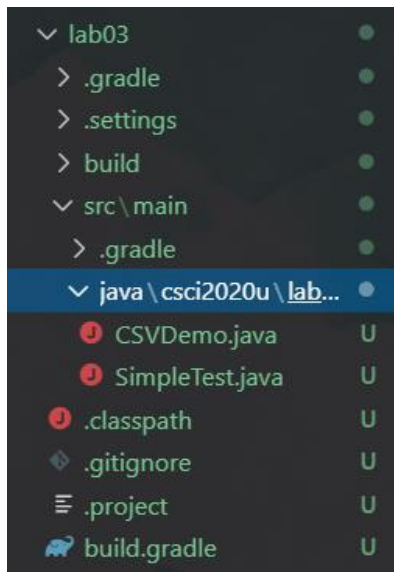 lab03
.gradle
.settings
build
src\main
.gradle
java\csci2020u\lab...
CSVDemo.java U
SimpleTest.java U
.classpath U
.gitignore U
.project U
build.gradle U